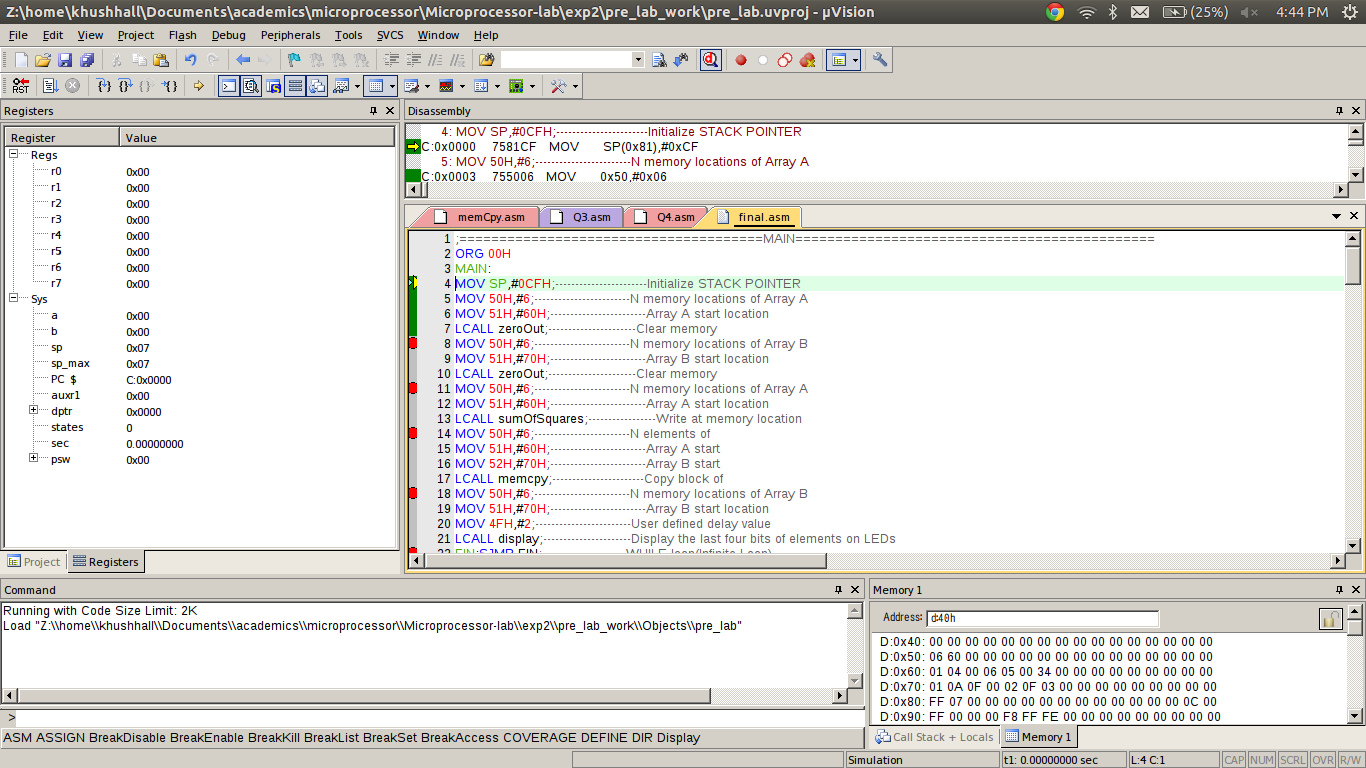 Z:\home\khushhall\Documents\academics\microprocessor\Microprocessor-lab\exp2\pre_lab_work\pre_lab.uvproj - µVision
(25%)
4:44 PM
File Edit View Project Flash Debug Peripherals Tools SVCS Window Help
Registers
Register Value
Regs
r0 0x00
r1 0x00
r2 0x00
r3 0x00
r4 0x00
r5 0x00
r6 0x00
r7 0x00
Sys
a 0x00
b 0x00
sp 0x07
sp_max 0x07
PC $ C:0x0000
auxr1 0x00
dptr 0x0000
states 0
sec 0.00000000
psw 0x00
Project Registers
Disassembly
4: MOV SP,#0CFH;-----------------------Initialize STACK POINTER
C:0x0000 7581CF MOV SP(0x81),#0xCF
5: MOV 50H,#6;------------------------N memory locations of Array A
C:0x0003 755006 MOV 0x50,#0x06
memCpy.asm Q3.asm Q4.asm final.asm
1 ;======================================MAIN=============================================
2 ORG 00H
3 MAIN:
4 MOV SP,#0CFH;-----------------------Initialize STACK POINTER
5 MOV 50H,#6;------------------------N memory locations of Array A
6 MOV 51H,#60H;------------------------Array A start location
7 LCALL zeroOut;----------------------Clear memory
8 MOV 50H,#6;------------------------N memory locations of Array B
9 MOV 51H,#70H;------------------------Array B start location
10 LCALL zeroOut;----------------------Clear memory
11 MOV 50H,#6;------------------------N memory locations of Array A
12 MOV 51H,#60H;------------------------Array A start location
13 LCALL sumOfSquares;-----------------Write at memory location
14 MOV 50H,#6;------------------------N elements of
15 MOV 51H,#60H;------------------------Array A start
16 MOV 52H,#70H;------------------------Array B start
17 LCALL memcpy;-----------------------Copy block of
18 MOV 50H,#6;------------------------N memory locations of Array B
19 MOV 51H,#70H;------------------------Array B start location
20 MOV 4FH,#2;------------------------User defined delay value
21 LCALL display;----------------------Display the last four bits of elements on LEDs
22 FIN:SJMP FIN;---------------------WHILE loop(Infinite Loop)
Command
Running with Code Size Limit: 2K
Load "Z:\\home\\khushhall\\Documents\\academics\\microprocessor\\Microprocessor-lab\\exp2\\pre_lab_work\\Objects\\pre_lab"
>
ASM ASSIGN BreakDisable BreakEnable BreakKill BreakList BreakSet BreakAccess COVERAGE DEFINE DIR Display
Memory 1
Address: d:40h
D:0x40: 00 00 00 00 00 00 00 00 00 00 00 00 00 00 00 00
D:0x50: 06 60 00 00 00 00 00 00 00 00 00 00 00 00 00 00
D:0x60: 01 04 00 06 05 00 34 00 00 00 00 00 00 00 00 00
D:0x70: 01 0A 0F 00 02 0F 03 00 00 00 00 00 00 00 00 00
D:0x80: FF 07 00 00 00 00 00 00 00 00 00 00 00 00 0C 00
D:0x90: FF 00 00 00 F8 FF FE 00 00 00 00 00 00 00 00 00
Call Stack + Locals Memory 1
Simulation t1: 0.00000000 sec L:4 C:1 CAP NUM SCRL OVR R/W